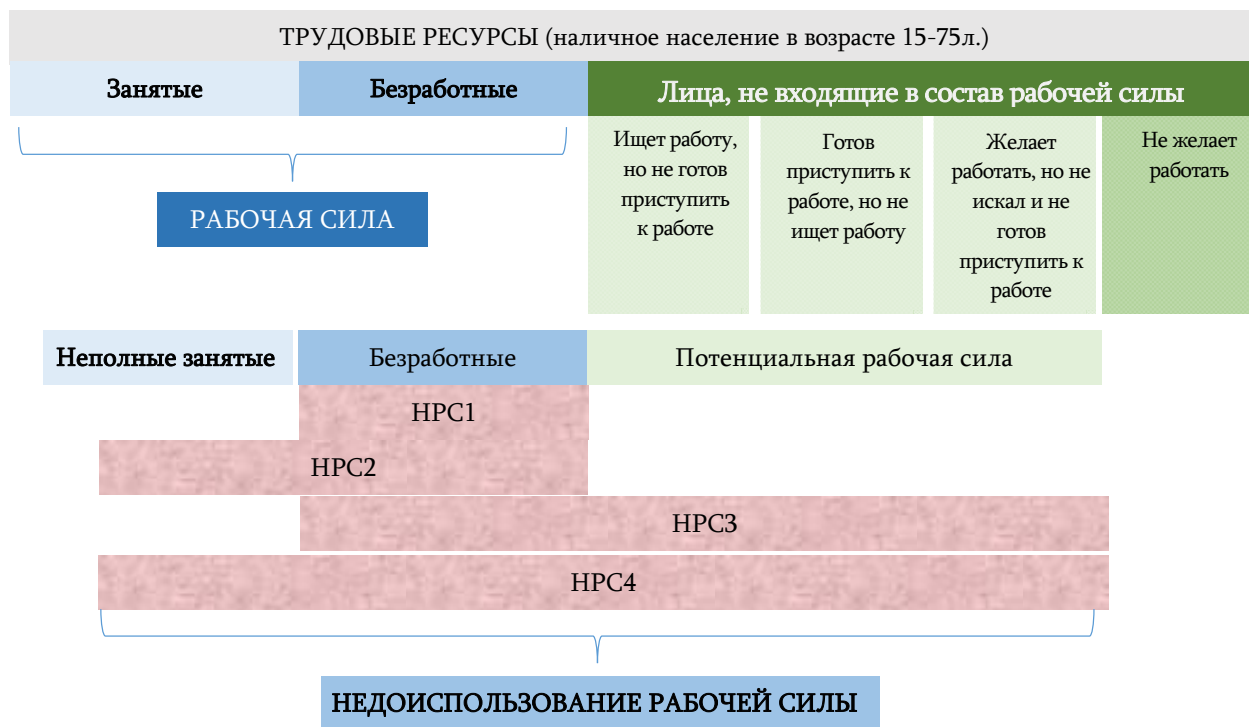 ТРУДОВЫЕ РЕСУРСЫ (наличное население в возрасте 15-75л.)
Занятые
Безработные
Лица, не входящие в состав рабочей силы
РАБОЧАЯ СИЛА
Ищет работу,
но не готов
приступить
к работе
Готов
приступить к
работе, но не
ищет работу
Желает
работать, но не
искал и не
готов
приступить к
работе
Не желает
работать
Неполные занятые
Безработные
Потенциальная рабочая сила
НРС1
НРС2
НРС3
НРС4
НЕДОИСПОЛЬЗОВАНИЕ РАБОЧЕЙ СИЛЫ